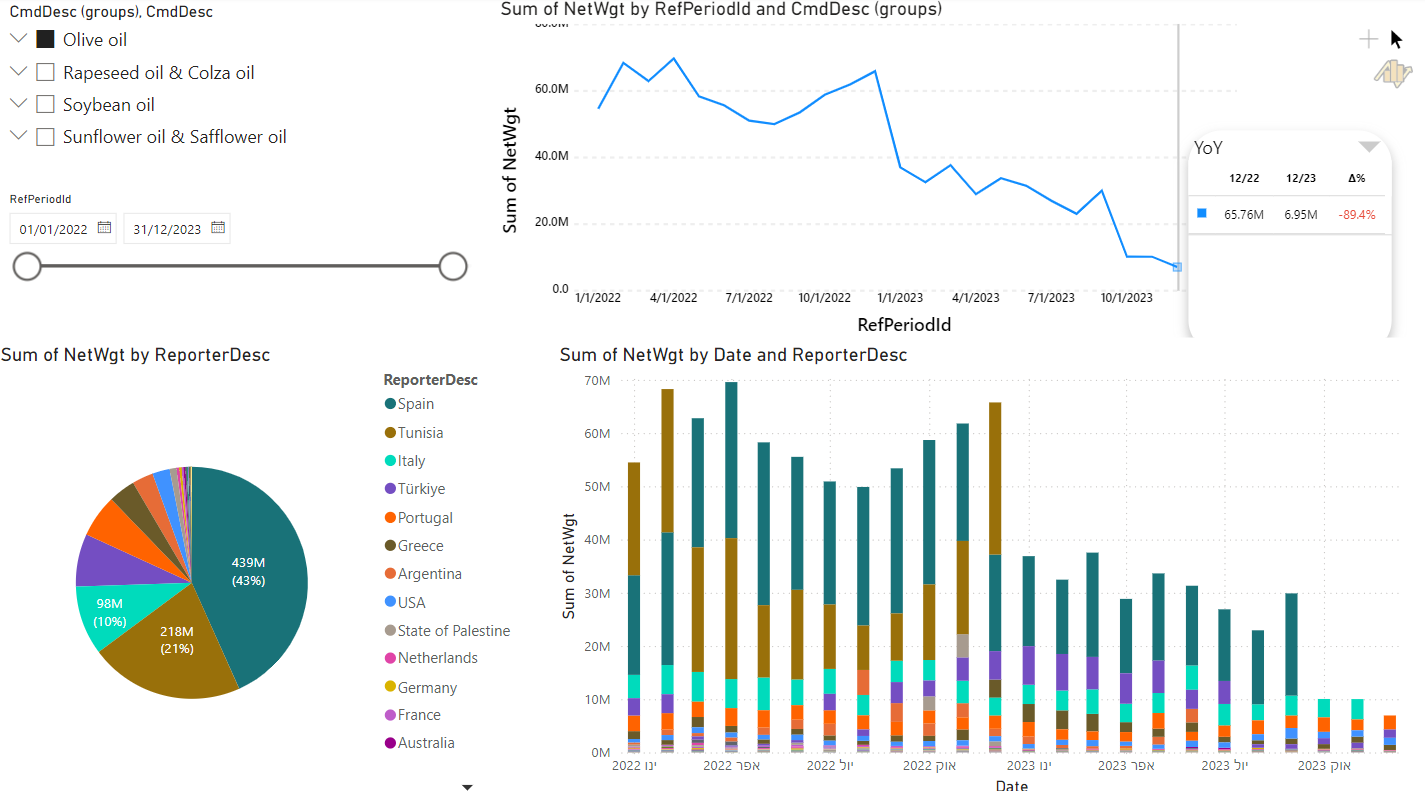 CmdDesc (groups), CmdDesc
Olive oil
Rapeseed oil & Colza oil
Soybean oil
Sunflower oil & Safflower oil
RefPeriodId
01/01/2022
31/12/2023
Sum of NetWgt by RefPeriodId and CmdDesc (groups)
80.0M
60.0M
40.0M
20.0M
0.0
Sum of NetWgt
1/1/2022 4/1/2022 7/1/2022 10/1/2022 1/1/2023 4/1/2023 7/1/2023 10/1/2023
RefPeriodId
YoY
12/22 12/23 Δ%
65.76M 6.95M -89.4%
Sum of NetWgt by ReporterDesc
439M
(43%)
98M
(10%)
218M
(21%)
ReporterDesc
Spain
Tunisia
Italy
Türkiye
Portugal
Greece
Argentina
USA
State of Palestine
Netherlands
Germany
France
Australia
Sum of NetWgt by Date and ReporterDesc
70M
60M
50M
40M
30M
20M
10M
0M
Sum of NetWgt
ינו 2022 אפר 2022 יול 2022 אוק 2022 ינו 2023 אפר 2023 יול 2023 אוק 2023
Date